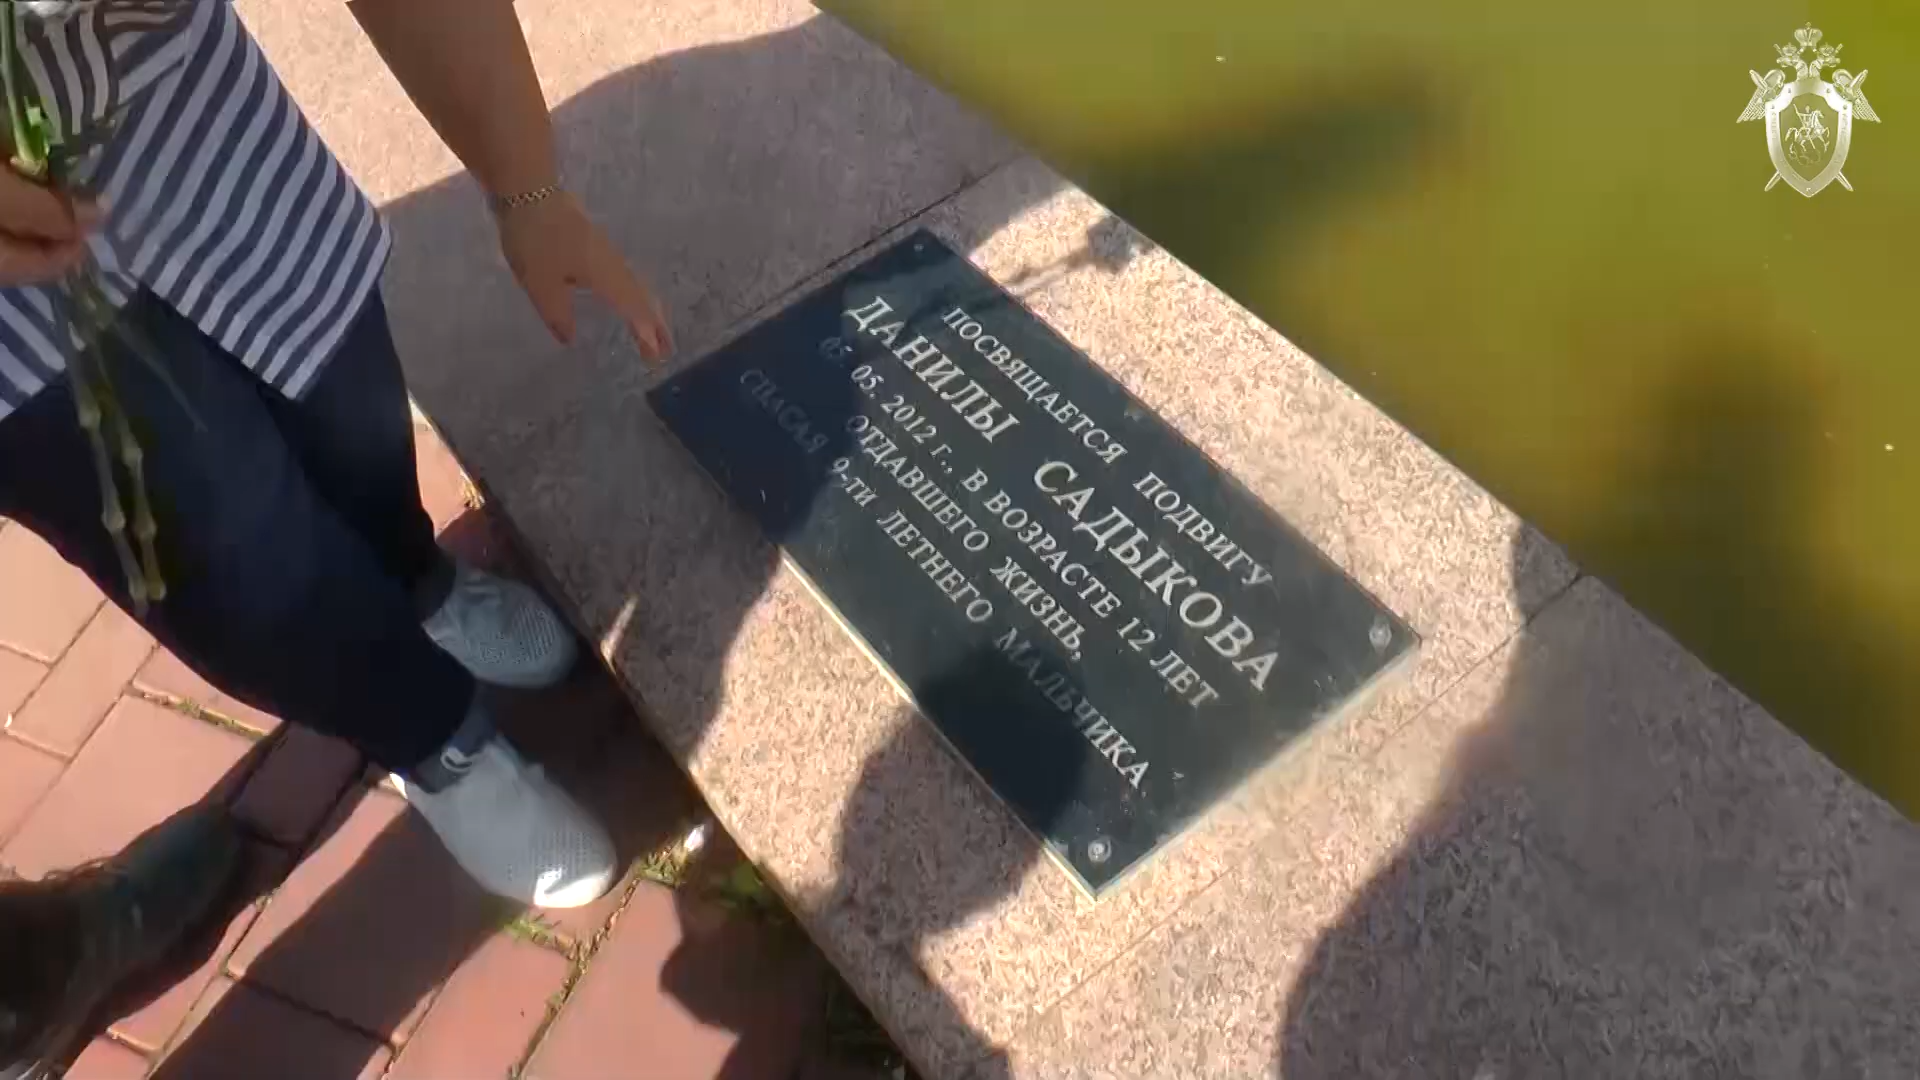 ПОСВЯЩАЕТСЯ ПОДВИГУ
ДАНИЛЫ САДЫКОВА
05. 05. 2012 г., В ВОЗРАСТЕ 12 ЛЕТ
ОТДАВШЕГО ЖИЗНЬ,
СПАСАЯ 9-ТИ ЛЕТНЕГО МАЛЬЧИКА